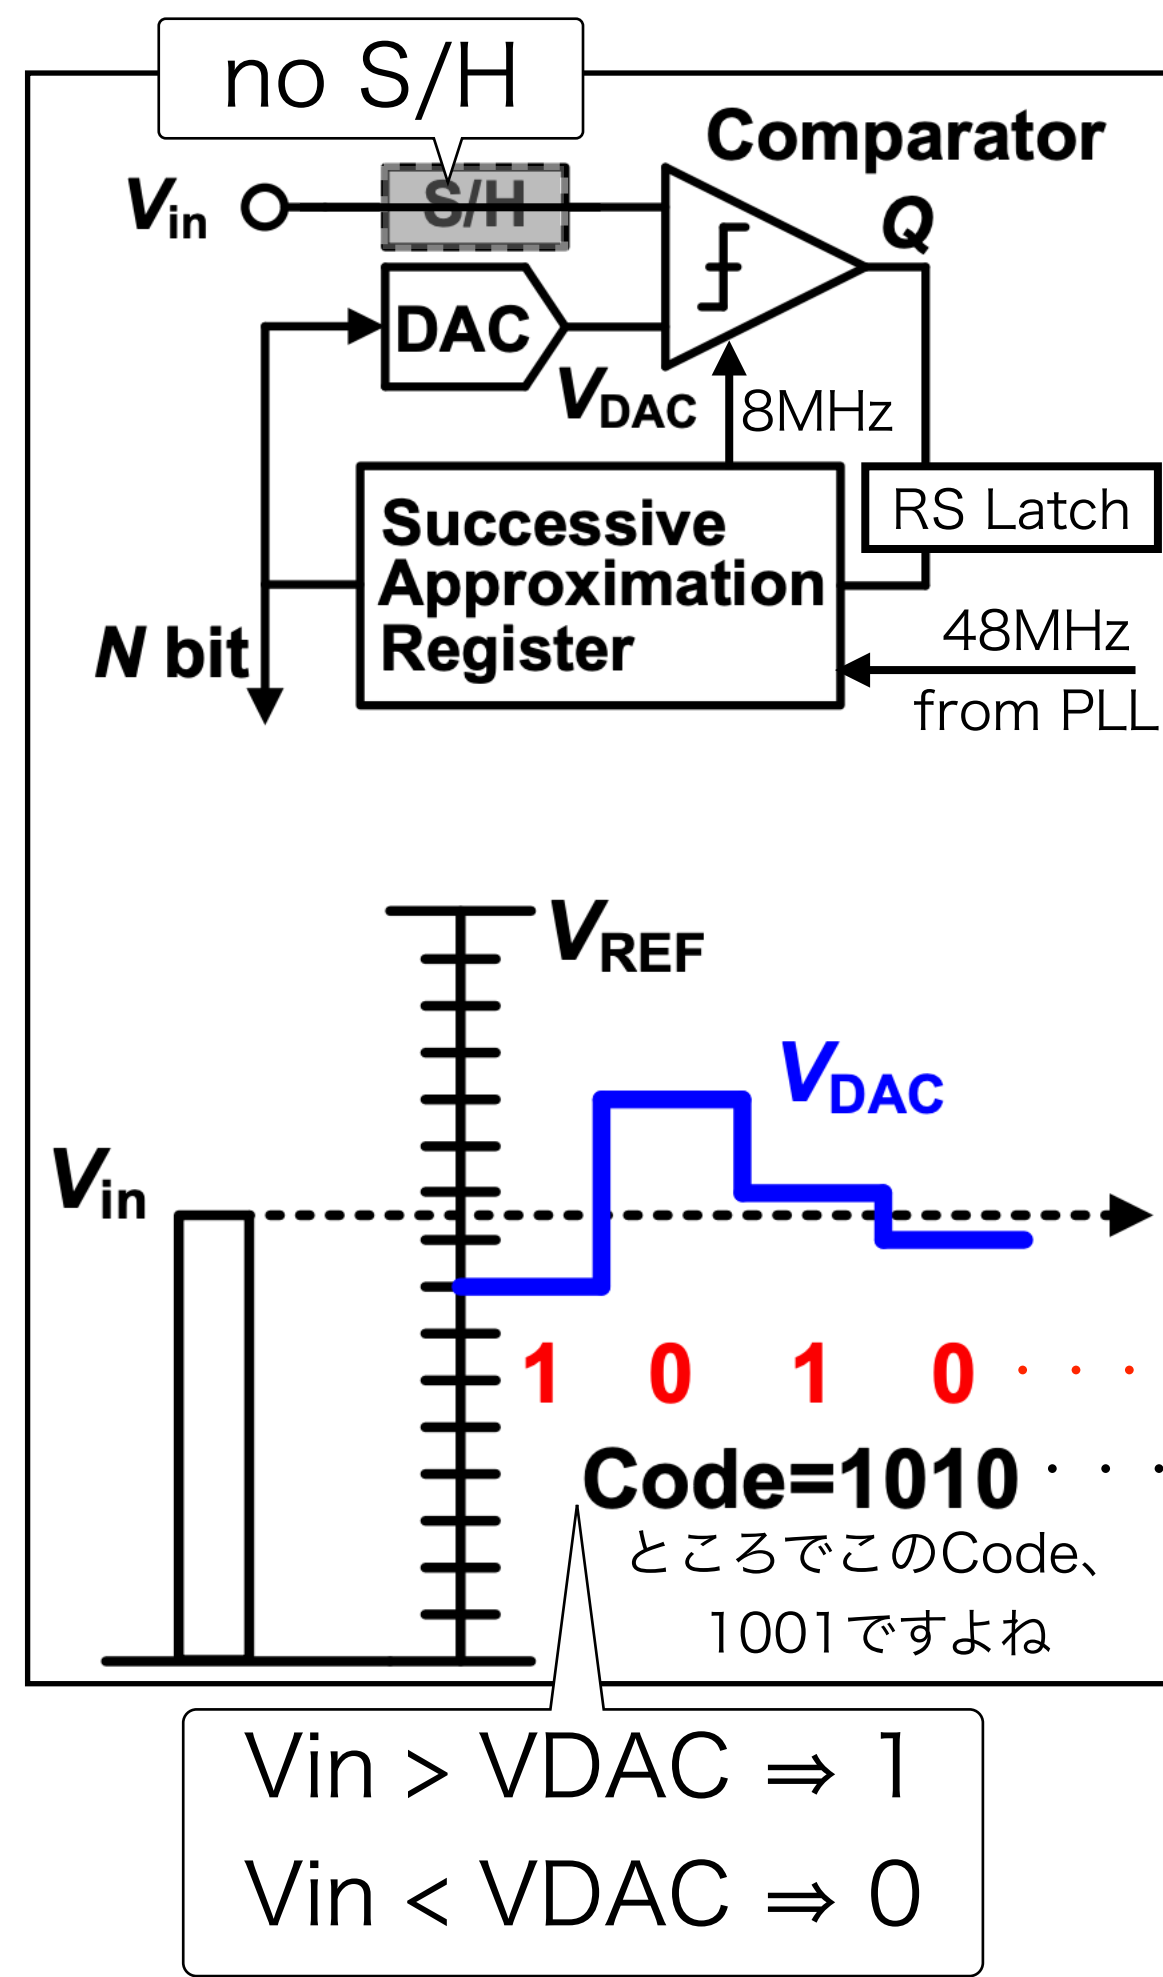 no S/H
Comparator
Vin
S/H
Q
DAC
VDAC
8MHz
Successive
Approximation
Register
RS Latch
N bit
48MHz
from PLL
VREF
VDAC
Vin
1 0 1 0 ・・・
Code=1010・・・
ところでこのCode、
1001ですよね
Vin > VDAC ⇒ 1
Vin < VDAC ⇒ 0